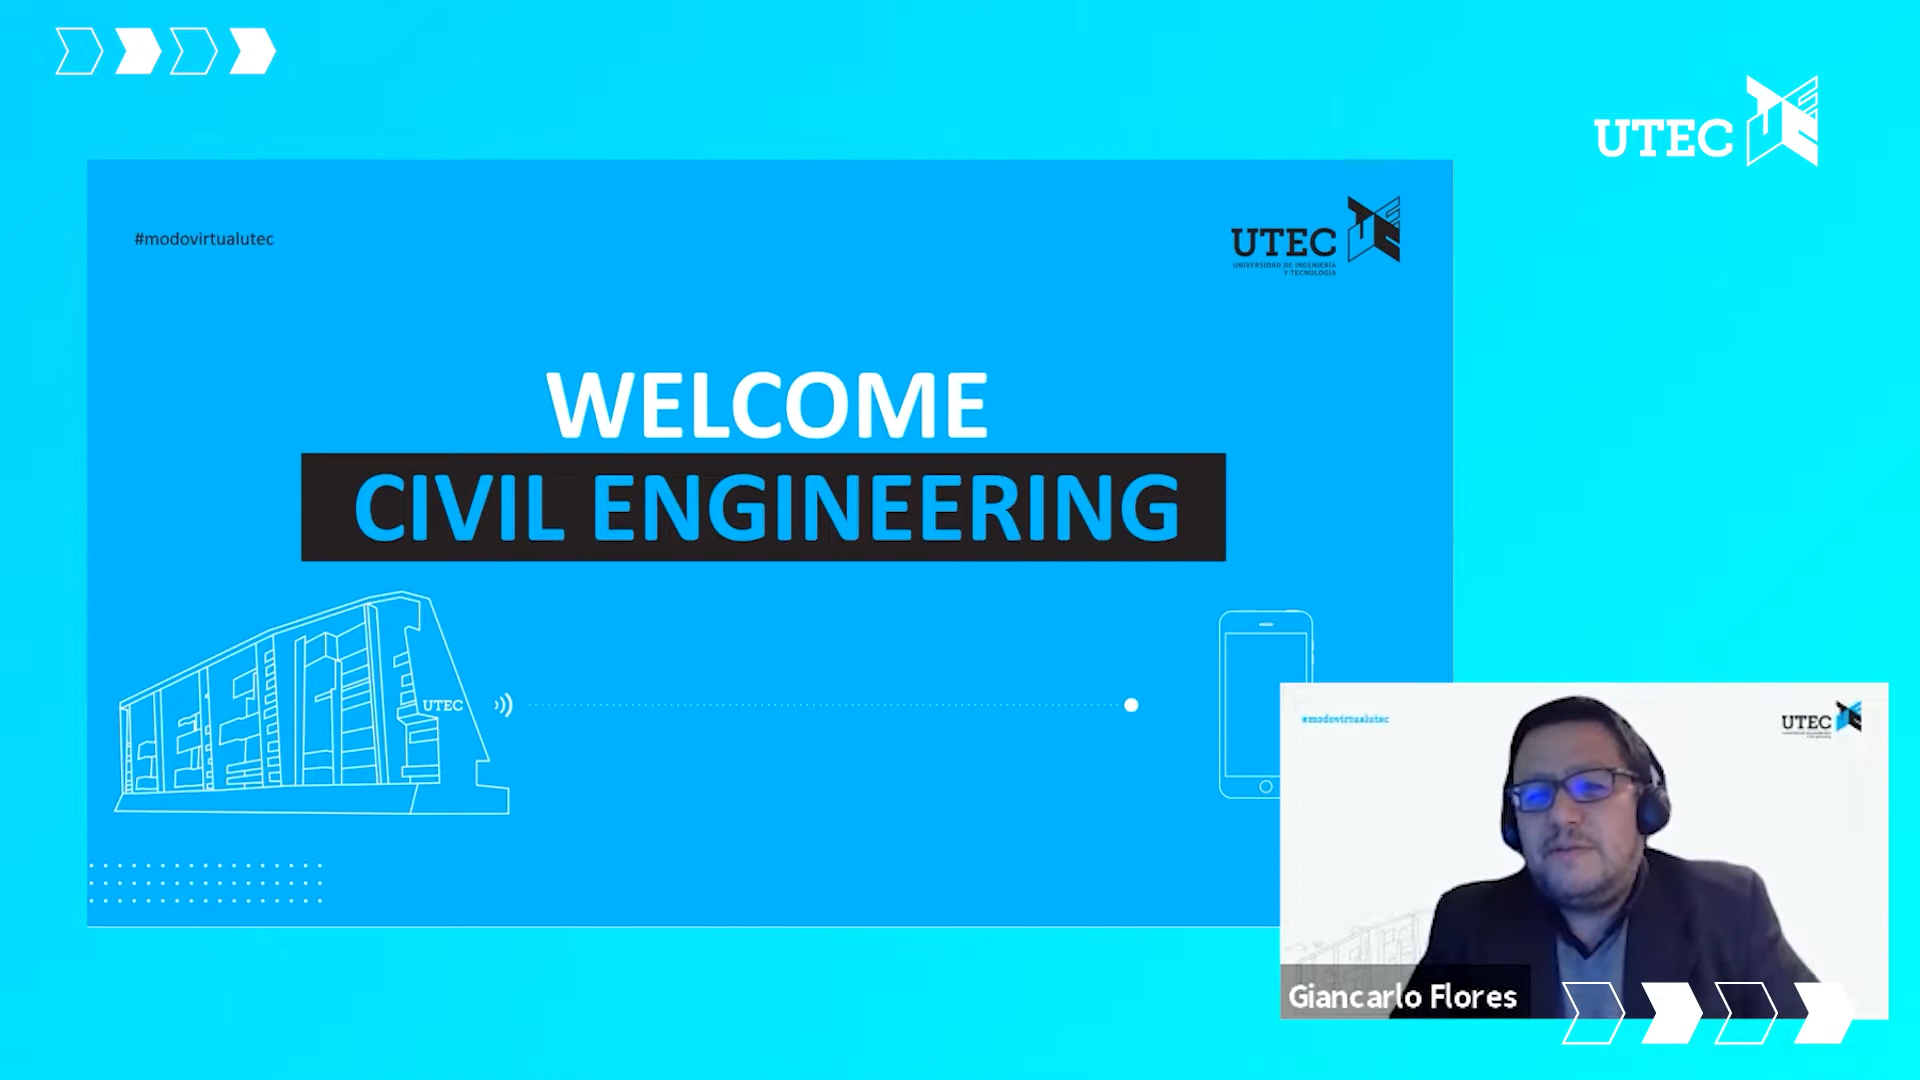 UTEC
#modovirtualutec
UTEC
UNIVERSIDAD DE INGENIERÍA
Y TECNOLOGÍA
WELCOME
CIVIL ENGINEERING
UTEC
#modovirtualutec
UTEC
Giancarlo Flores